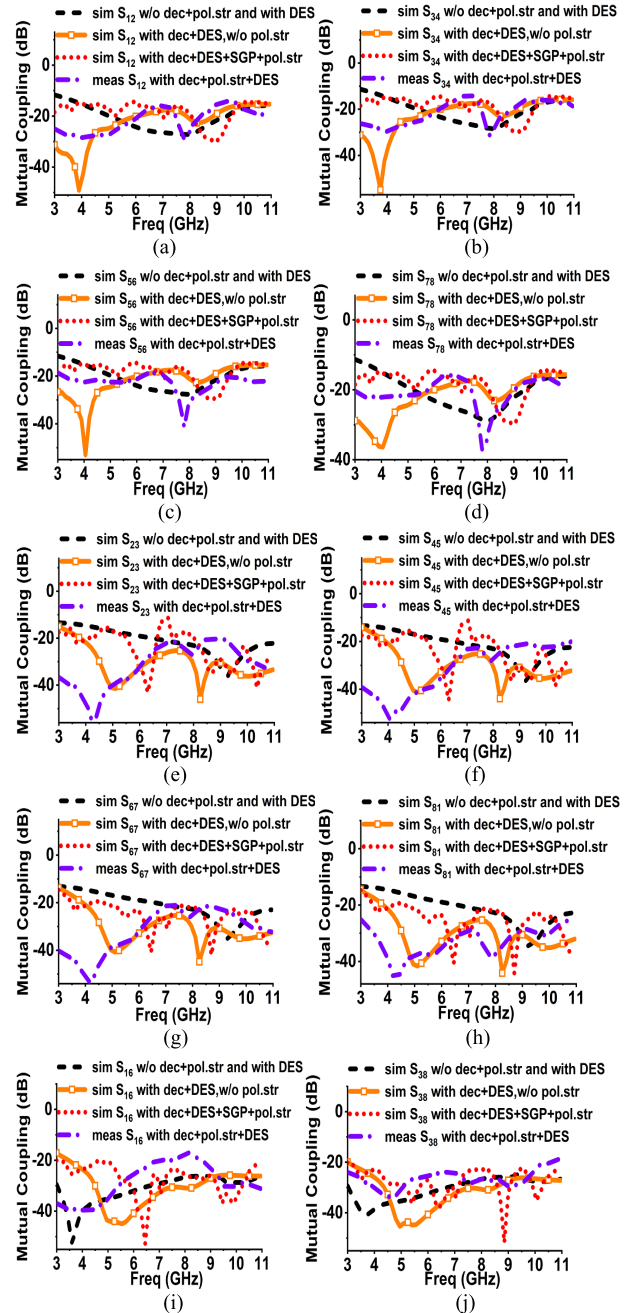 sim S12 w/o dec+pol.str and with DES
sim S12 with dec+DES,w/o pol.str
sim S12 with dec+DES+SGP+pol.str
meas S12 with dec+pol.str+DES
Mutual Coupling (dB)
0
-20
-40
3 4 5 6 7 8 9 10 11
Freq (GHz)
(a)
sim S34 w/o dec+pol.str and with DES
sim S34 with dec+DES,w/o pol.str
sim S34 with dec+DES+SGP+pol.str
meas S34 with dec+pol.str+DES
Mutual Coupling (dB)
0
-20
-40
3 4 5 6 7 8 9 10 11
Freq (GHz)
(b)
sim S56 w/o dec+pol.str and with DES
sim S56 with dec+DES,w/o pol.str
sim S56 with dec+DES+SGP+pol.str
meas S56 with dec+pol.str+DES
Mutual Coupling (dB)
0
-20
-40
3 4 5 6 7 8 9 10 11
Freq (GHz)
(c)
sim S78 w/o dec+pol.str and with DES
sim S78 with dec+DES,w/o pol.str
sim S78 with dec+DES+SGP+pol.str
meas S78 with dec+pol.str+DES
Mutual Coupling (dB)
0
-20
-40
3 4 5 6 7 8 9 10 11
Freq (GHz)
(d)
sim S23 w/o dec+pol.str and with DES
sim S23 with dec+DES,w/o pol.str
sim S23 with dec+DES+SGP+pol.str
meas S23 with dec+pol.str+DES
Mutual Coupling (dB)
0
-20
-40
3 4 5 6 7 8 9 10 11
Freq (GHz)
(e)
sim S45 w/o dec+pol.str and with DES
sim S45 with dec+DES,w/o pol.str
sim S45 with dec+DES+SGP+pol.str
meas S45 with dec+pol.str+DES
Mutual Coupling (dB)
0
-20
-40
3 4 5 6 7 8 9 10 11
Freq (GHz)
(f)
sim S67 w/o dec+pol.str and with DES
sim S67 with dec+DES,w/o pol.str
sim S67 with dec+DES+SGP+pol.str
meas S67 with dec+pol.str+DES
Mutual Coupling (dB)
0
-20
-40
3 4 5 6 7 8 9 10 11
Freq (GHz)
(g)
sim S81 w/o dec+pol.str and with DES
sim S81 with dec+DES,w/o pol.str
sim S81 with dec+DES+SGP+pol.str
meas S81 with dec+pol.str+DES
Mutual Coupling (dB)
0
-20
-40
3 4 5 6 7 8 9 10 11
Freq (GHz)
(h)
sim S16 w/o dec+pol.str and with DES
sim S16 with dec+DES,w/o pol.str
sim S16 with dec+DES+SGP+pol.str
meas S16 with dec+pol.str+DES
Mutual Coupling (dB)
0
-20
-40
3 4 5 6 7 8 9 10 11
Freq (GHz)
(i)
sim S38 w/o dec+pol.str and with DES
sim S38 with dec+DES,w/o pol.str
sim S38 with dec+DES+SGP+pol.str
meas S38 with dec+pol.str+DES
Mutual Coupling (dB)
0
-20
-40
3 4 5 6 7 8 9 10 11
Freq (GHz)
(j)